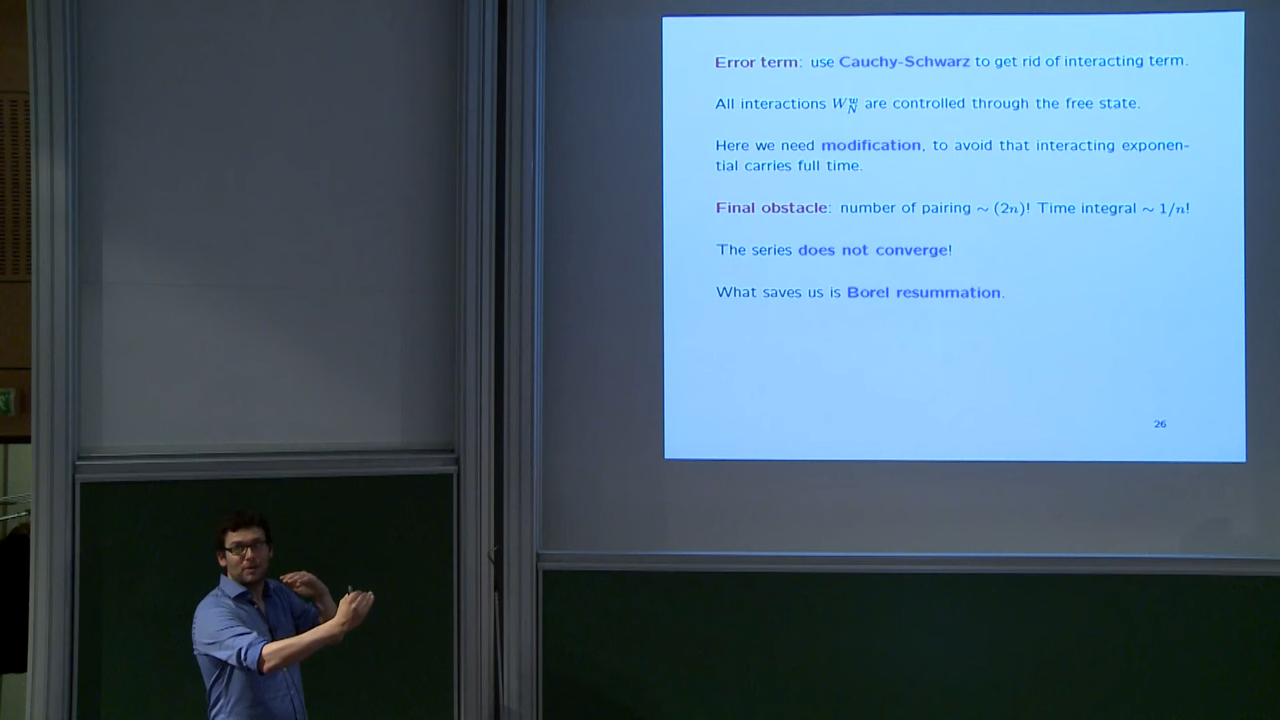 Error term: use Cauchy-Schwarz to get rid of interacting term.
All interactions W_N^w are controlled through the free state.
Here we need modification, to avoid that interacting exponen-
tial carries full time.
Final obstacle: number of pairing ∼ (2n)! Time integral ∼ 1/n!
The series does not converge!
What saves us is Borel resummation.
26